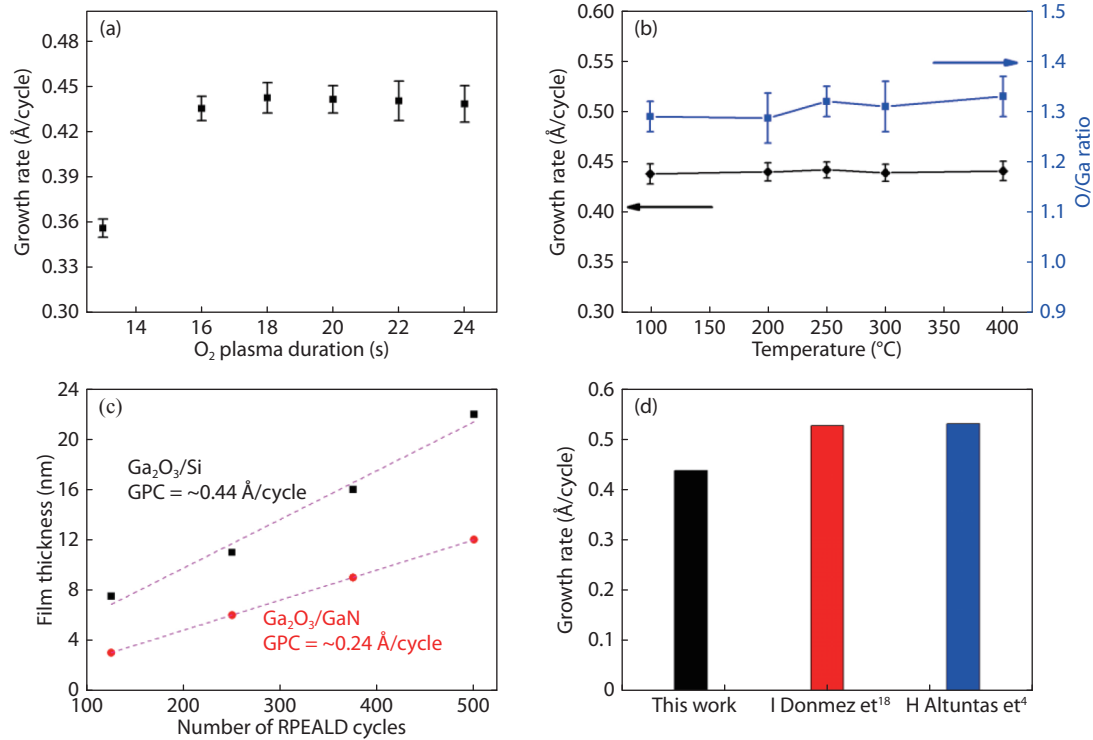 (a)
Growth rate (Å/cycle)
0.48
0.45
0.42
0.39
0.36
0.33
0.30
14
16
18
20
22
24
O₂ plasma duration (s)
(b)
Growth rate (Å/cycle)
0.60
0.55
0.50
0.45
0.40
0.35
0.30
100
150
200
250
300
350
400
Temperature (°C)
1.5
1.4
1.3
1.2
1.1
1.0
0.9
O/Ga ratio
(c)
Film thickness (nm)
24
20
16
12
8
4
0
Ga₂O₃/Si
GPC = ~0.44 Å/cycle
Ga₂O₃/GaN
GPC = ~0.24 Å/cycle
100
200
300
400
500
Number of RPEALD cycles
(d)
Growth rate (Å/cycle)
0.6
0.5
0.4
0.3
0.2
0.1
0
This work
I Donmez et¹⁸
H Altuntas et⁴